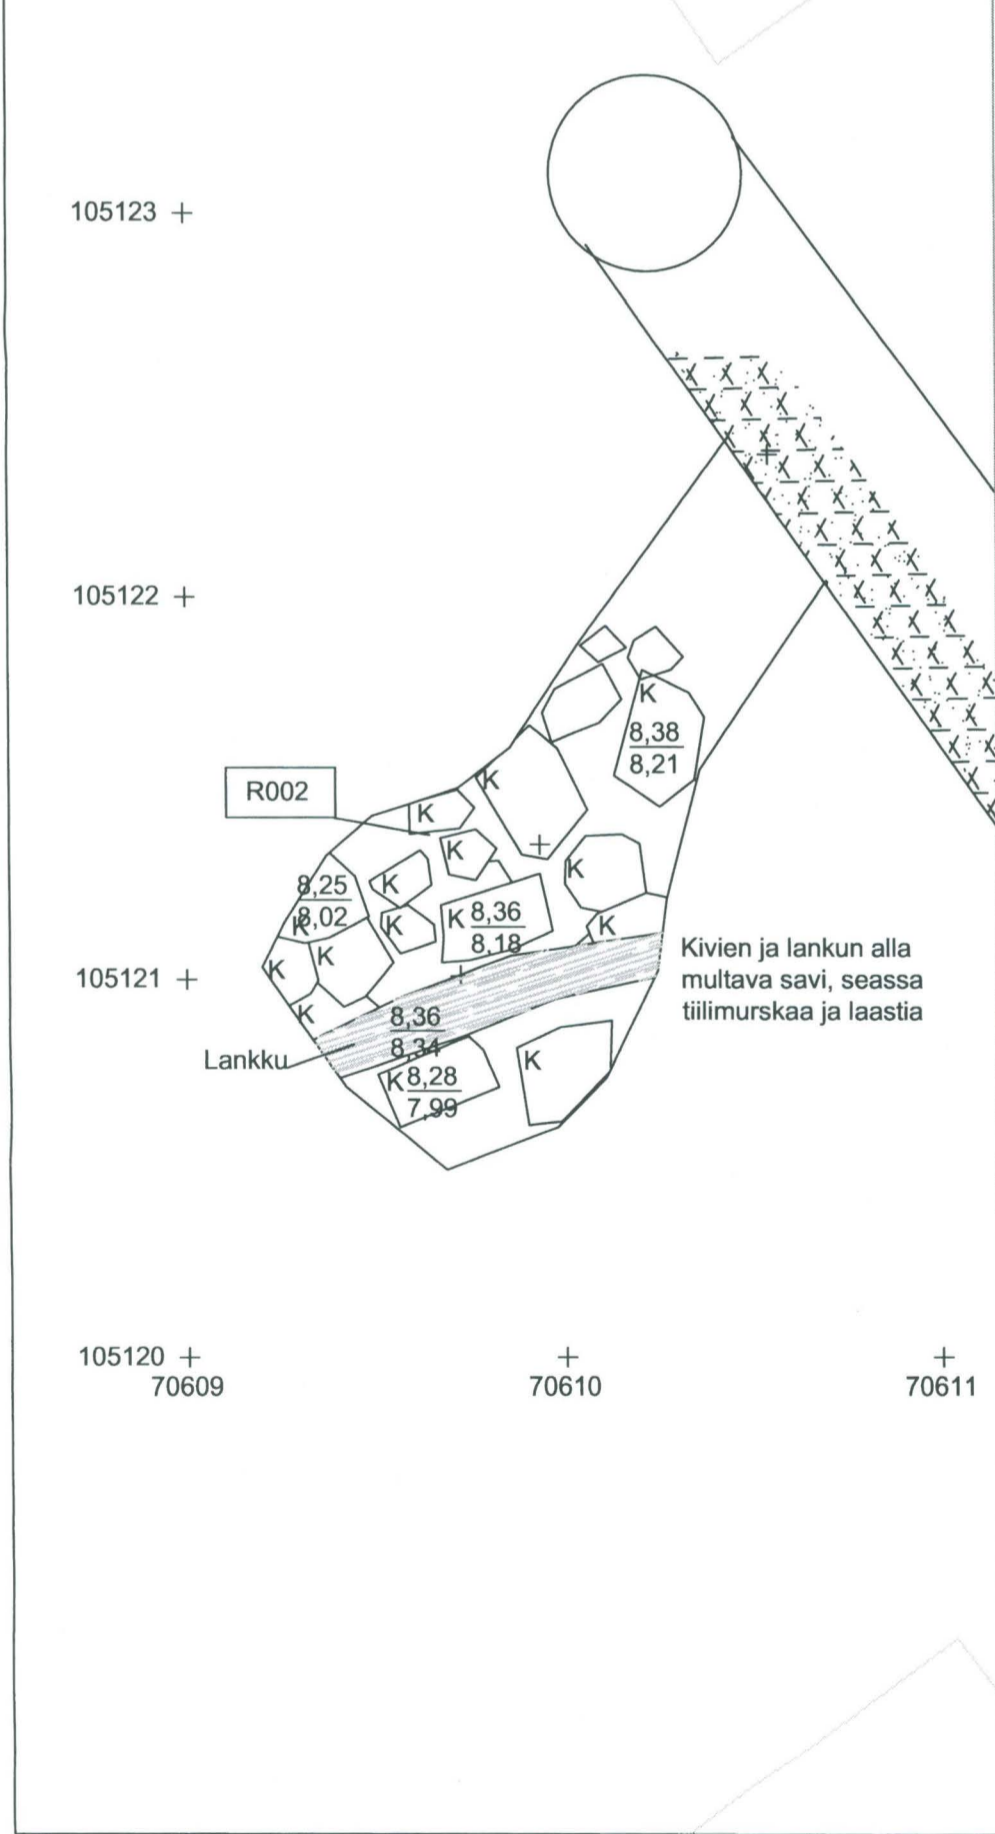 105123
105122
K
8,38
8,21
R002
K
K
K
K
8,25
8,02
K
K
K
K
8,36
8,18
K
K
K
K
105121
K
8,36
8,34
Lankku
K
8,28
7,99
K
Kivien ja lankun alla
multava savi, seassa
tiilimurskaa ja laastia
105120
70609
70610
70611